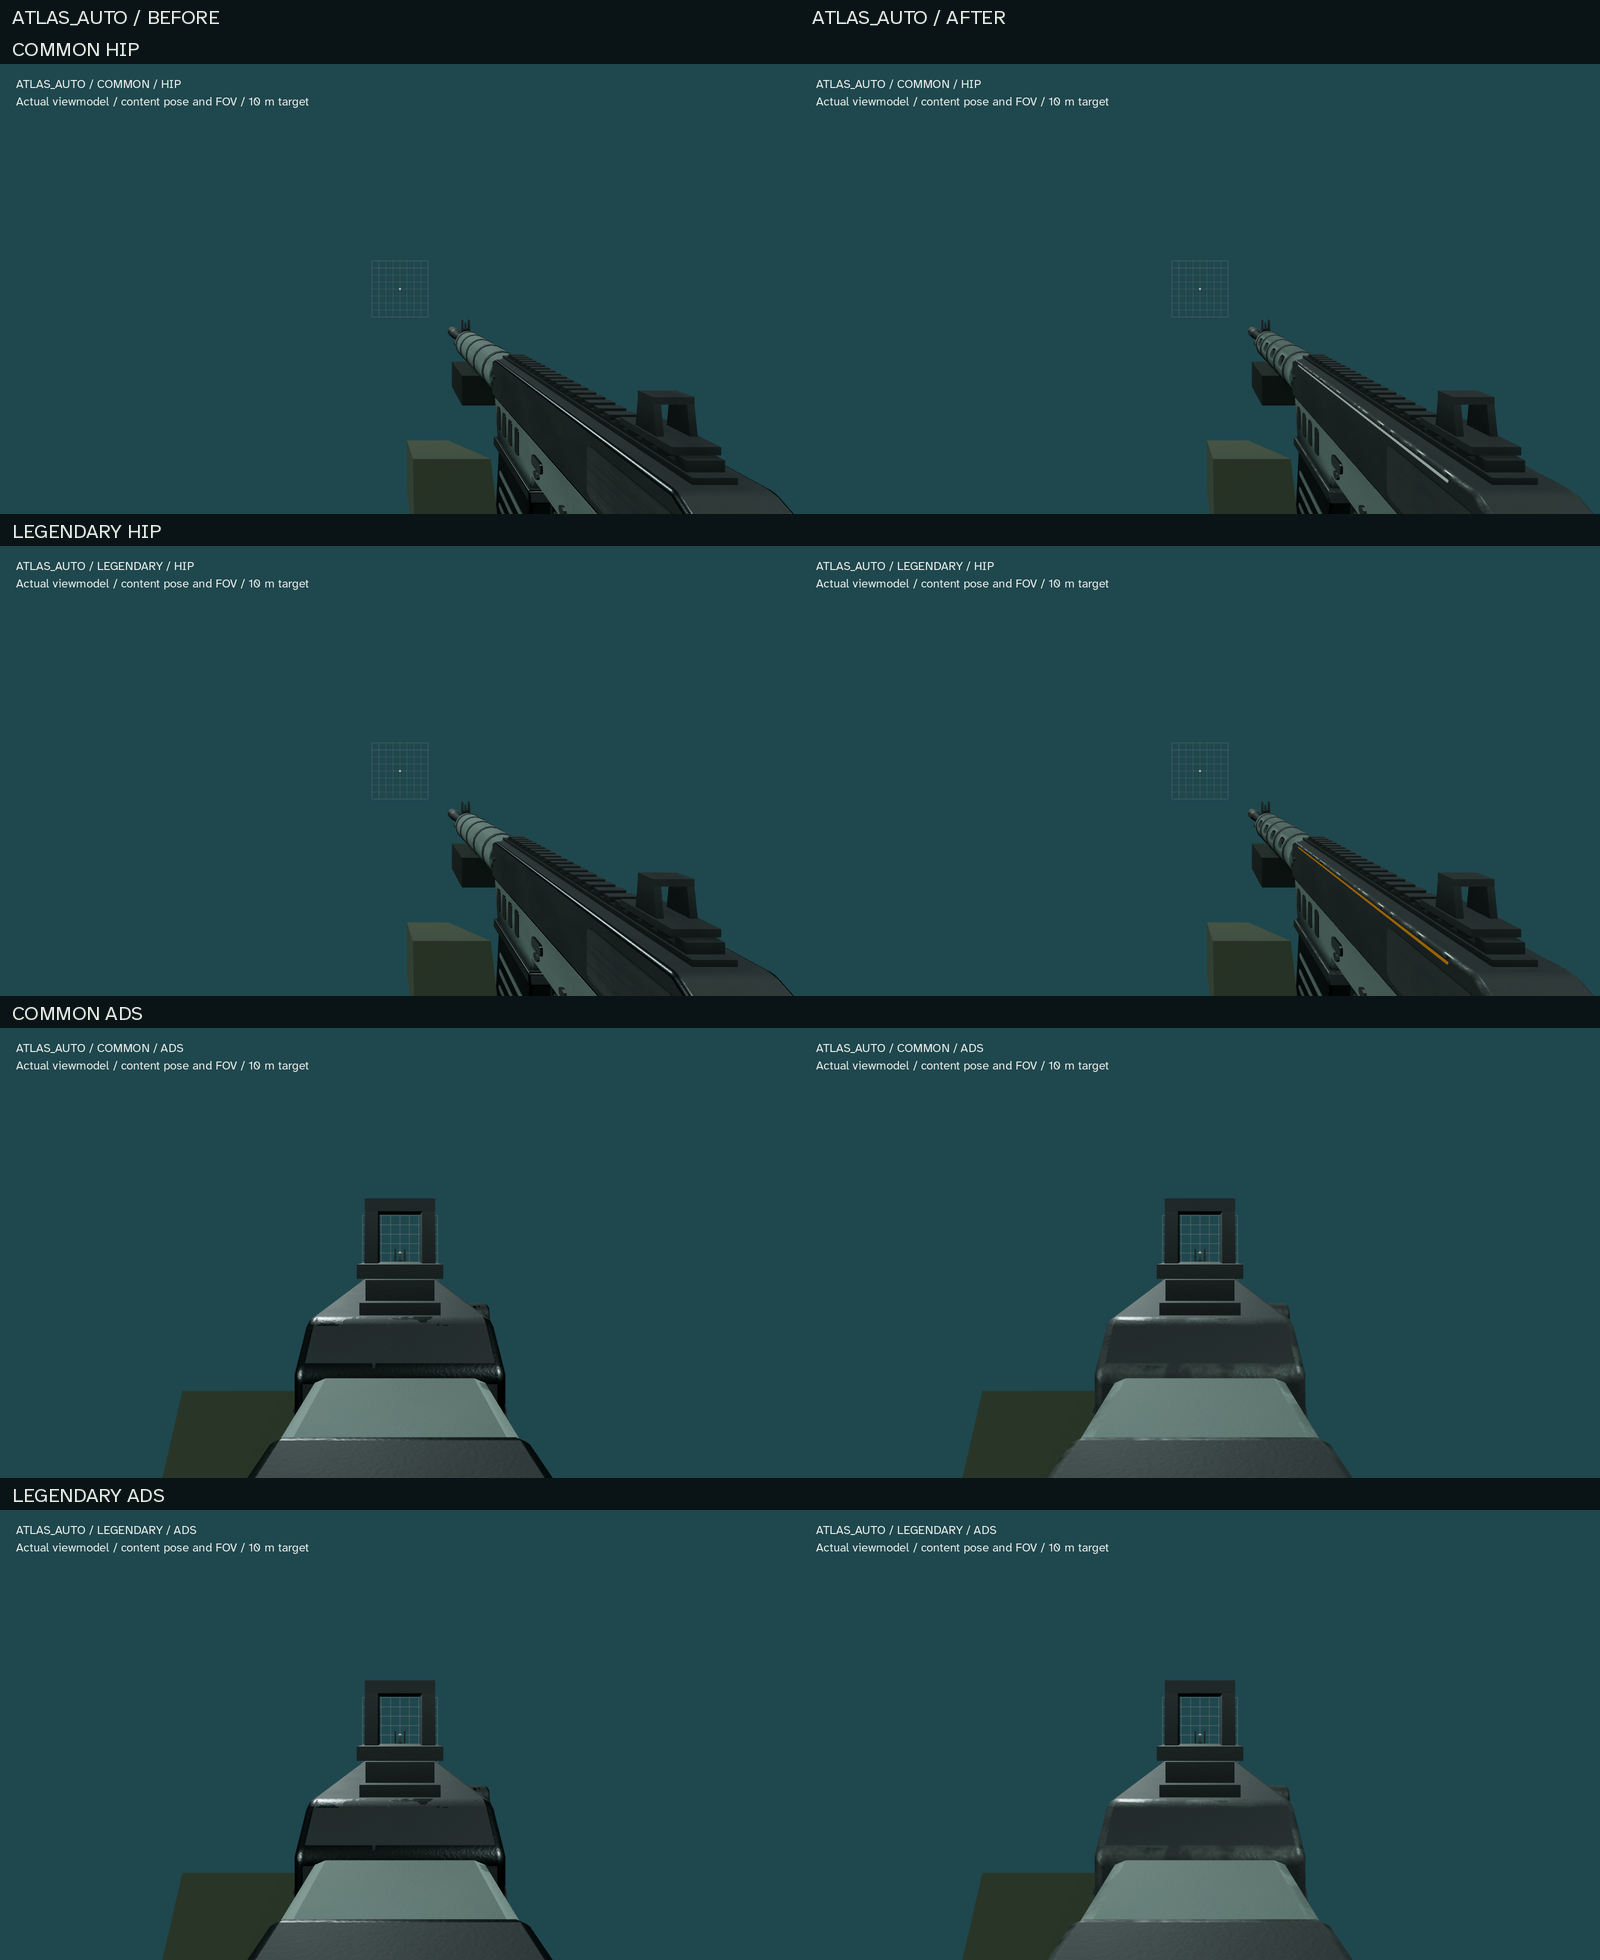 ATLAS_AUTO / BEFORE
ATLAS_AUTO / AFTER
COMMON HIP
ATLAS_AUTO / COMMON / HIP
Actual viewmodel / content pose and FOV / 10 m target
ATLAS_AUTO / COMMON / HIP
Actual viewmodel / content pose and FOV / 10 m target
LEGENDARY HIP
ATLAS_AUTO / LEGENDARY / HIP
Actual viewmodel / content pose and FOV / 10 m target
ATLAS_AUTO / LEGENDARY / HIP
Actual viewmodel / content pose and FOV / 10 m target
COMMON ADS
ATLAS_AUTO / COMMON / ADS
Actual viewmodel / content pose and FOV / 10 m target
ATLAS_AUTO / COMMON / ADS
Actual viewmodel / content pose and FOV / 10 m target
LEGENDARY ADS
ATLAS_AUTO / LEGENDARY / ADS
Actual viewmodel / content pose and FOV / 10 m target
ATLAS_AUTO / LEGENDARY / ADS
Actual viewmodel / content pose and FOV / 10 m target